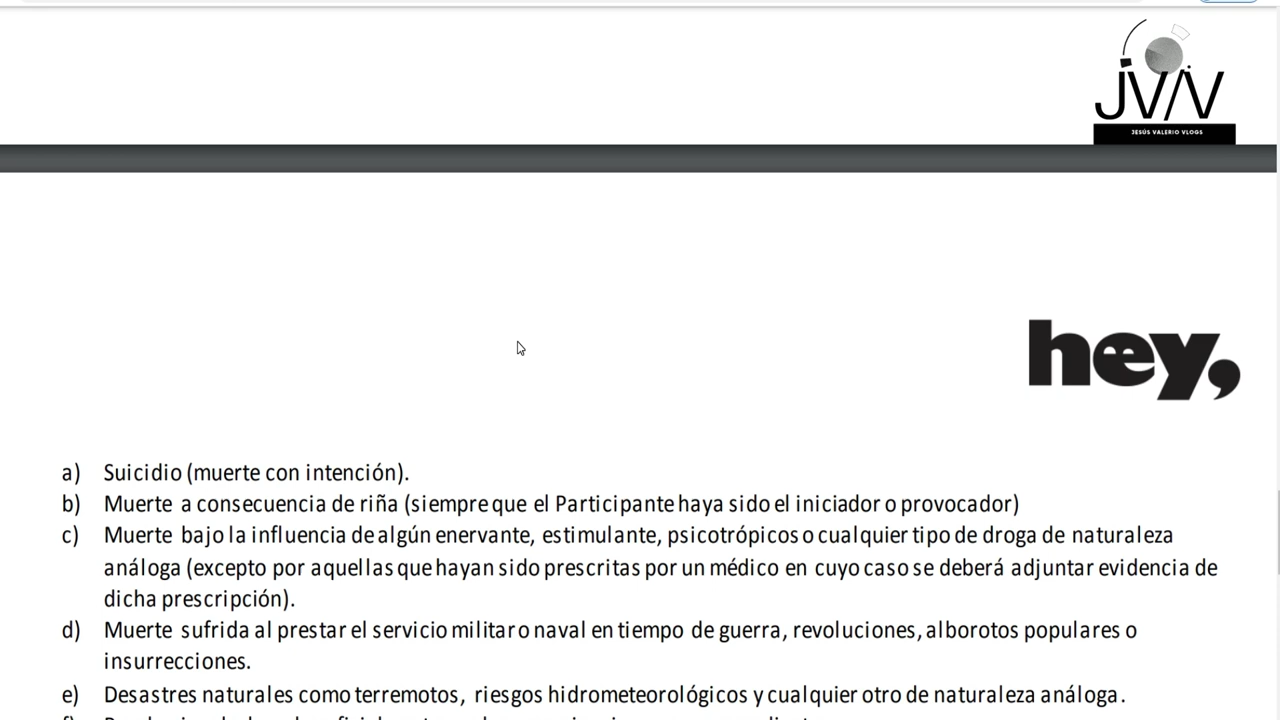 JV/V
JESÚS VALERIO VLOGS
hey,
a) Suicidio (muerte con intención).
b) Muerte a consecuencia de riña (siempre que el Participante haya sido el iniciador o provocador)
c) Muerte bajo la influencia de algún enervante, estimulante, psicotrópicos o cualquier tipo de droga de naturaleza
análoga (excepto por aquellas que hayan sido prescritas por un médico en cuyo caso se deberá adjuntar evidencia de
dicha prescripción).
d) Muerte sufrida al prestar el servicio militar o naval en tiempo de guerra, revoluciones, alborotos populares o
insurrecciones.
e) Desastres naturales como terremotos, riesgos hidrometeorológicos y cualquier otro de naturaleza análoga.